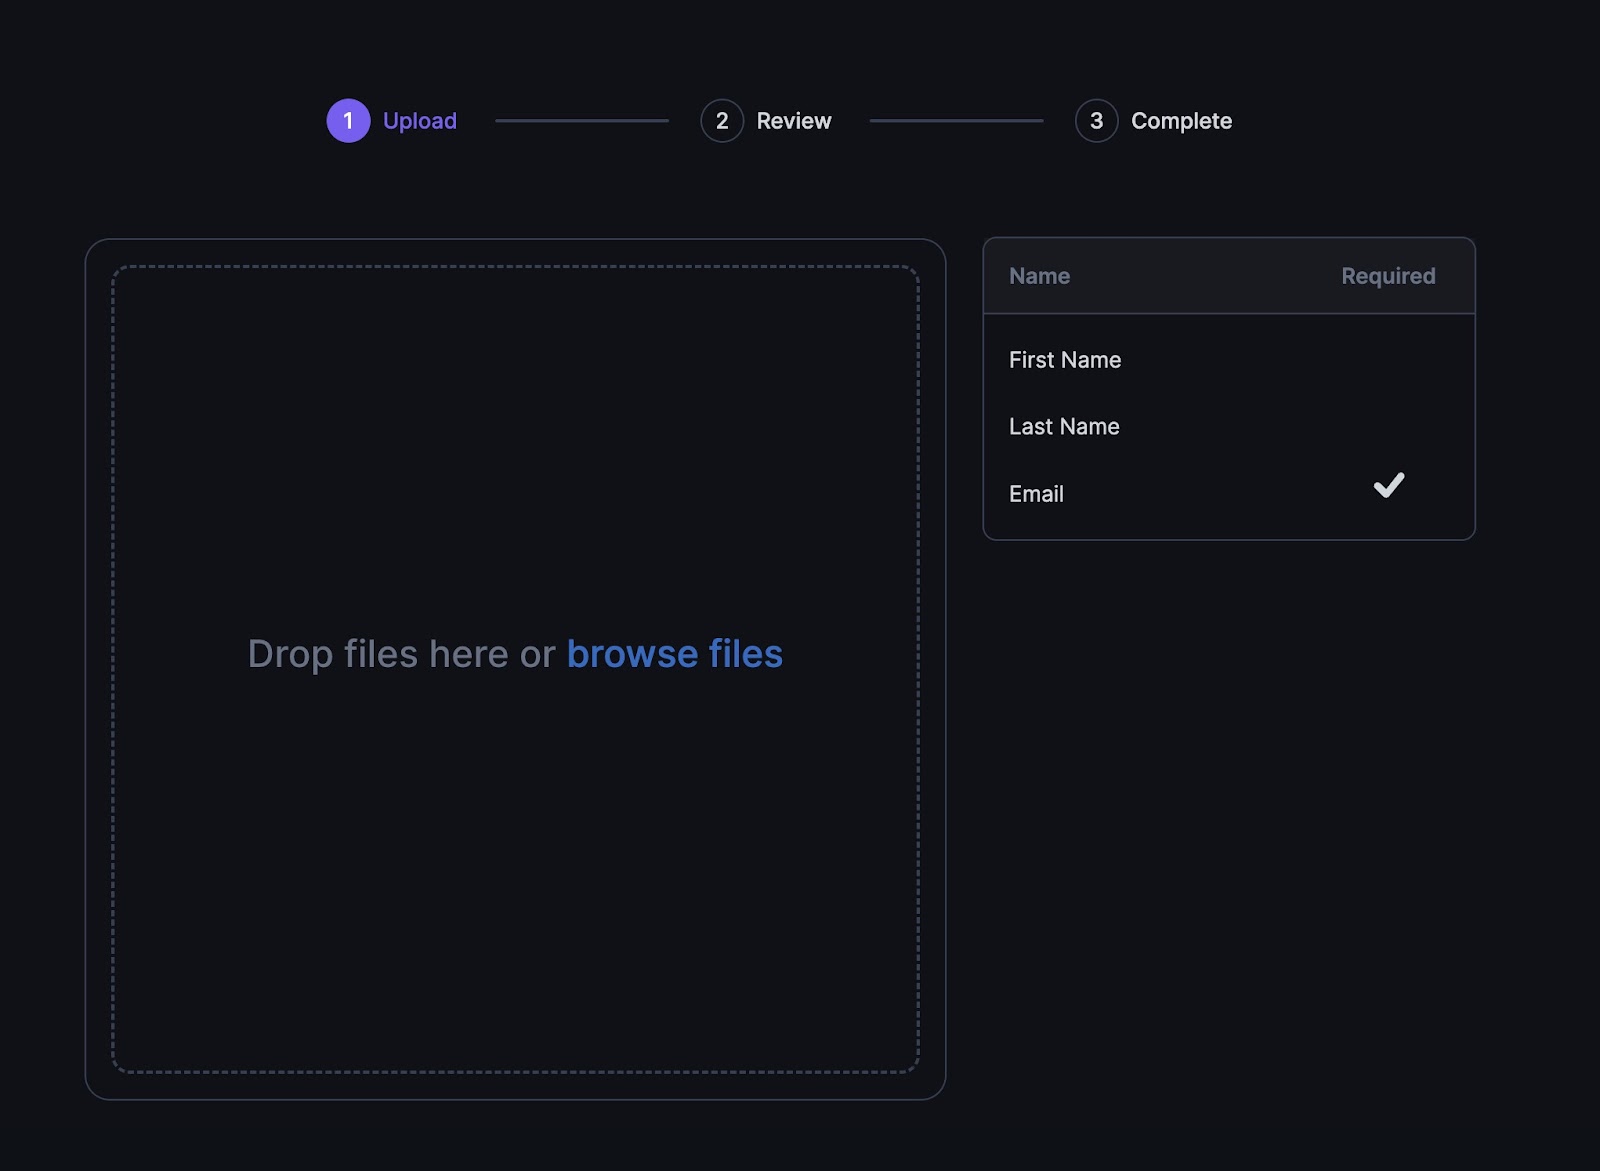 1 Upload 2 Review 3 Complete
Name Required
First Name
Last Name
Email
Drop files here or browse files